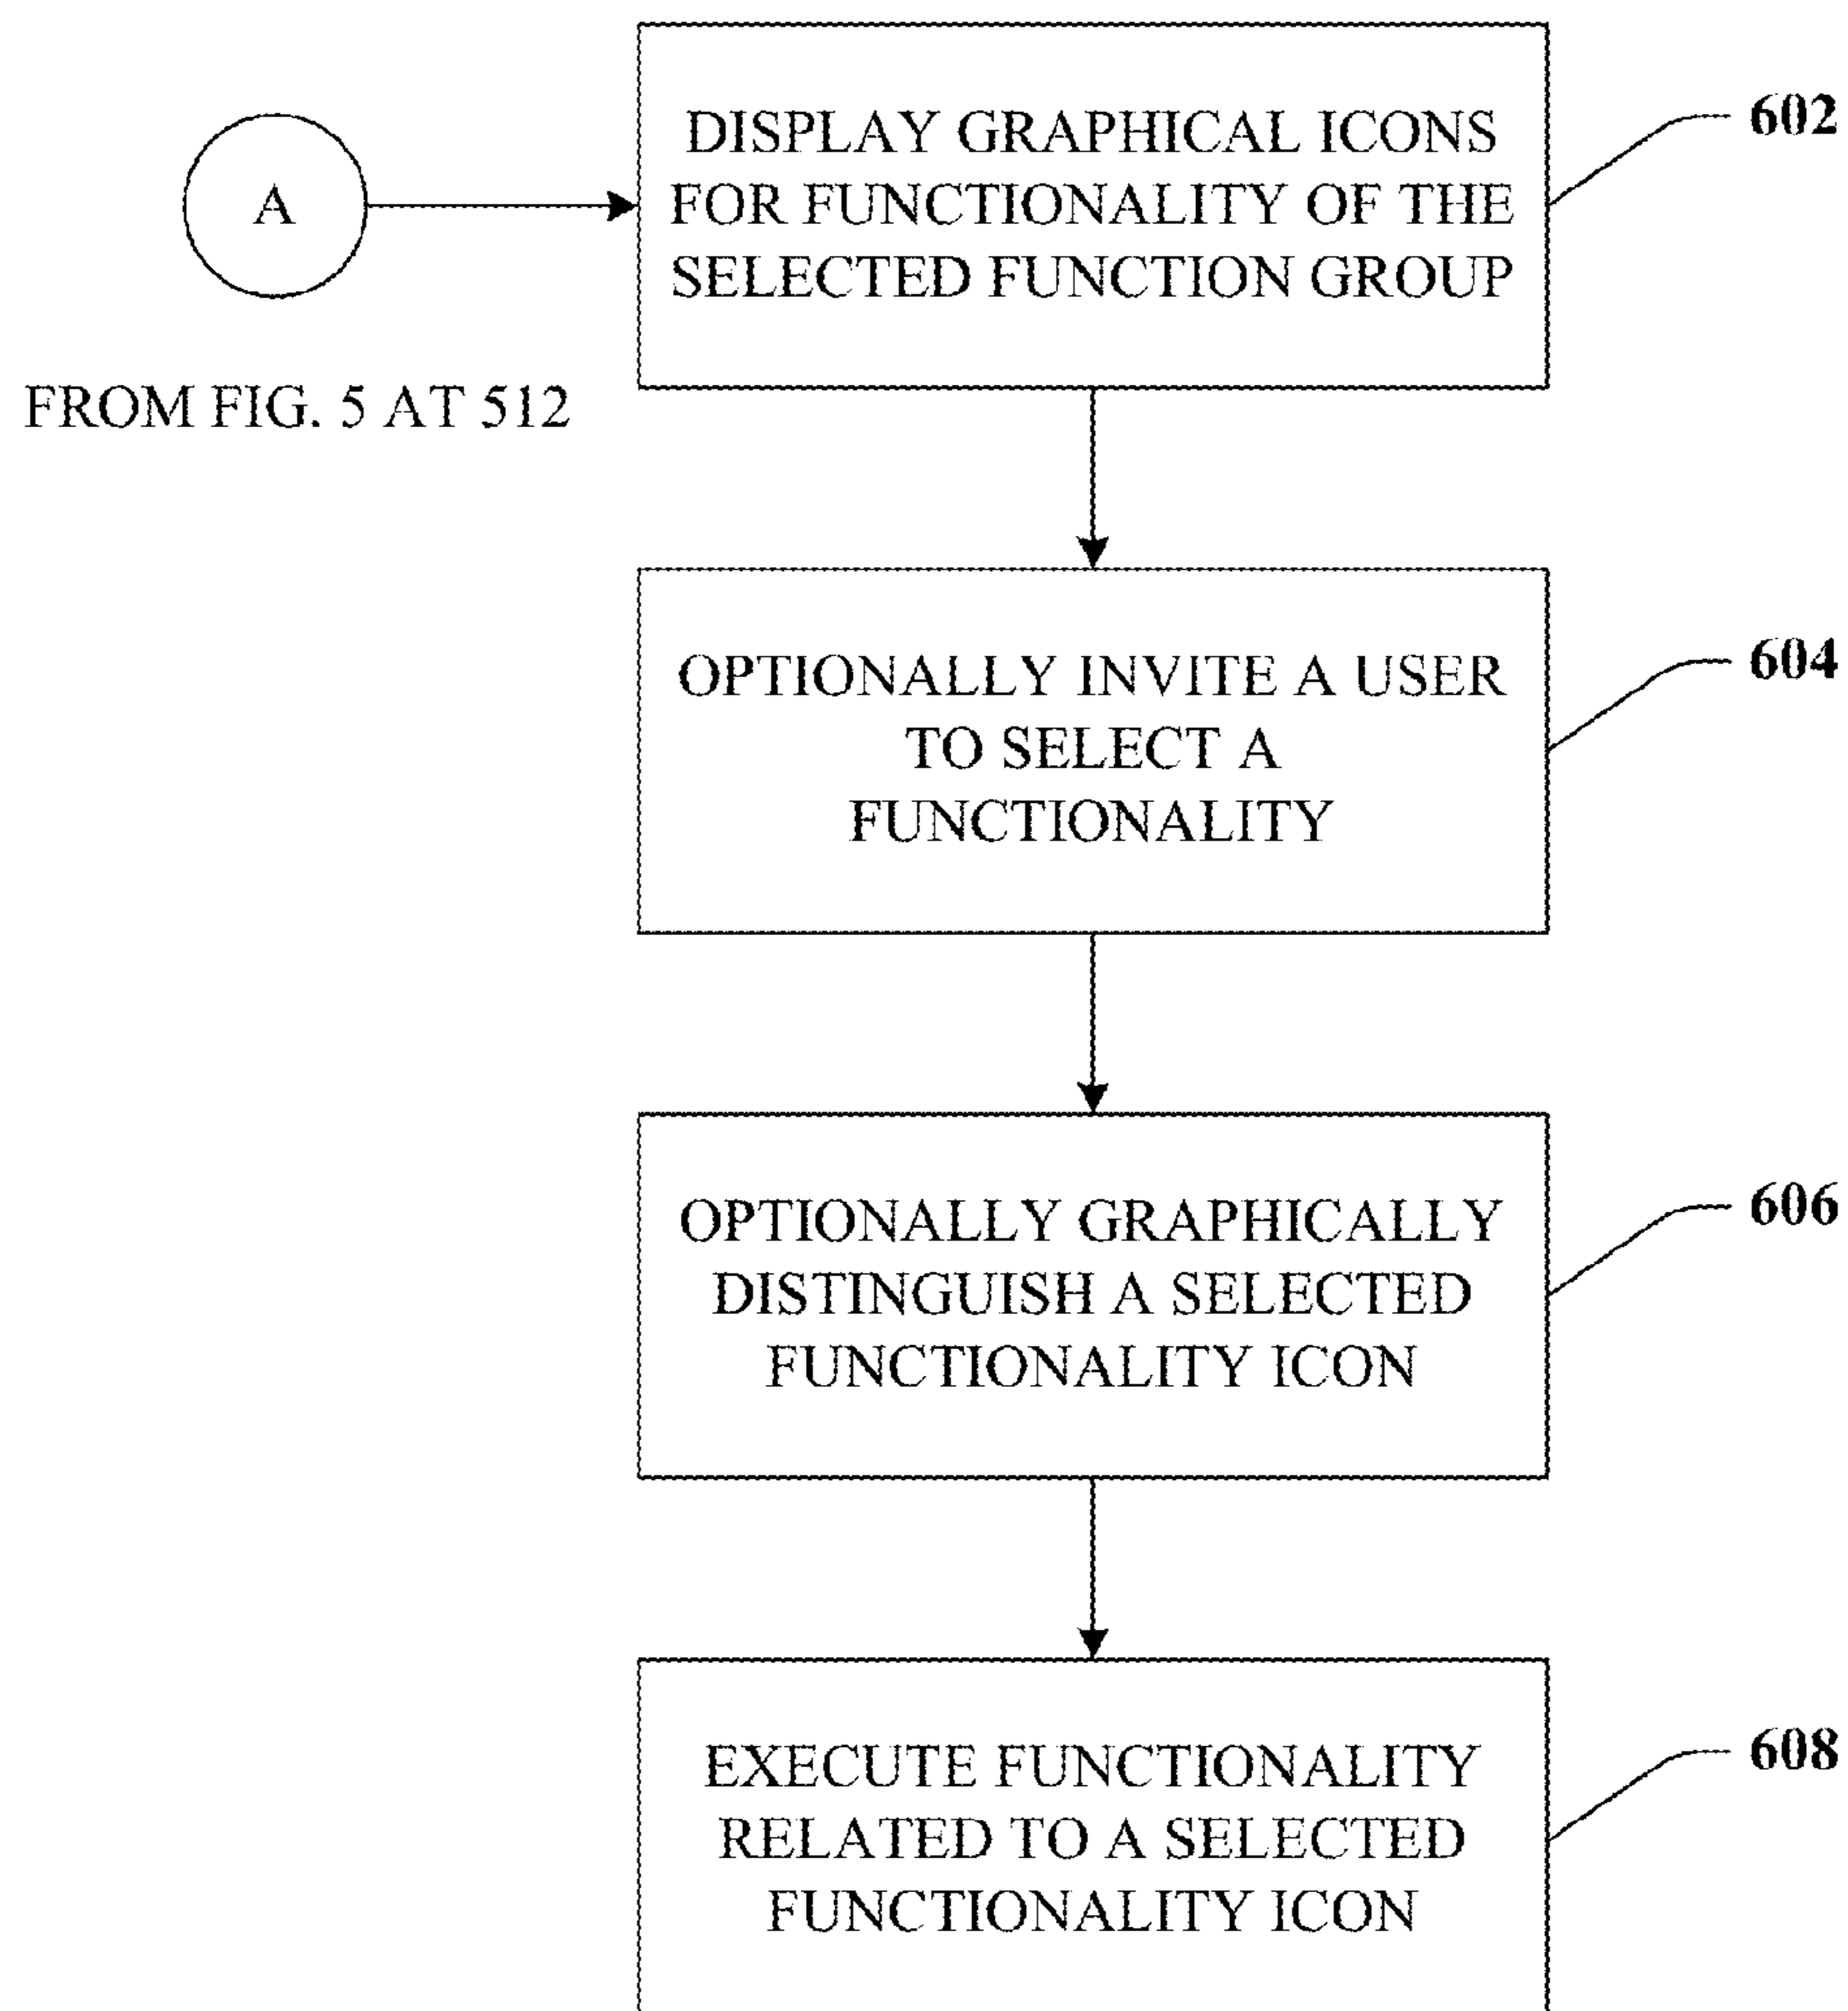 A
FROM FIG. 5 AT 512
DISPLAY GRAPHICAL ICONS
FOR FUNCTIONALITY OF THE
SELECTED FUNCTION GROUP
602
OPTIONALLY INVITE A USER
TO SELECT A
FUNCTIONALITY
604
OPTIONALLY GRAPHICALLY
DISTINGUISH A SELECTED
FUNCTIONALITY ICON
606
EXECUTE FUNCTIONALITY
RELATED TO A SELECTED
FUNCTIONALITY ICON
608